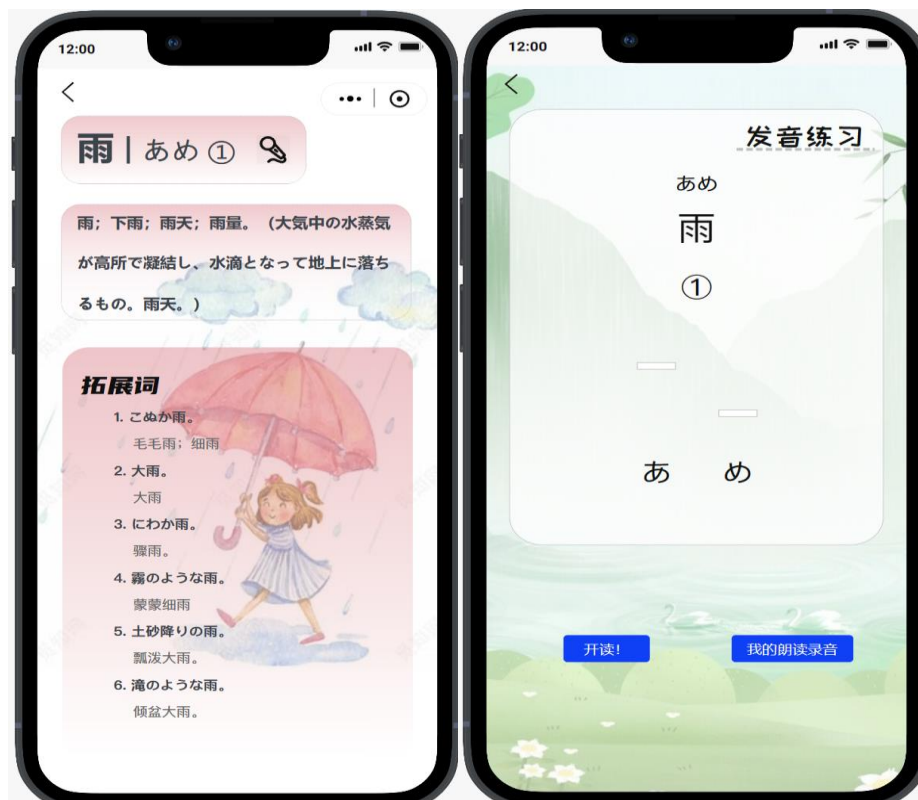 12:00
雨 | あめ ①
雨；下雨；雨天；雨量。（大気中の水蒸気
が高所で凝結し、水滴となって地上に落ち
るもの。雨天。）
拓展词
1. こぬか雨。
毛毛雨；细雨
2. 大雨。
大雨
3. にわか雨。
骤雨。
4. 霧のような雨。
蒙蒙细雨
5. 土砂降りの雨。
瓢泼大雨。
6. 滝のような雨。
倾盆大雨。
12:00
发音练习
あめ
雨
①
あ め
开读！
我的朗读录音